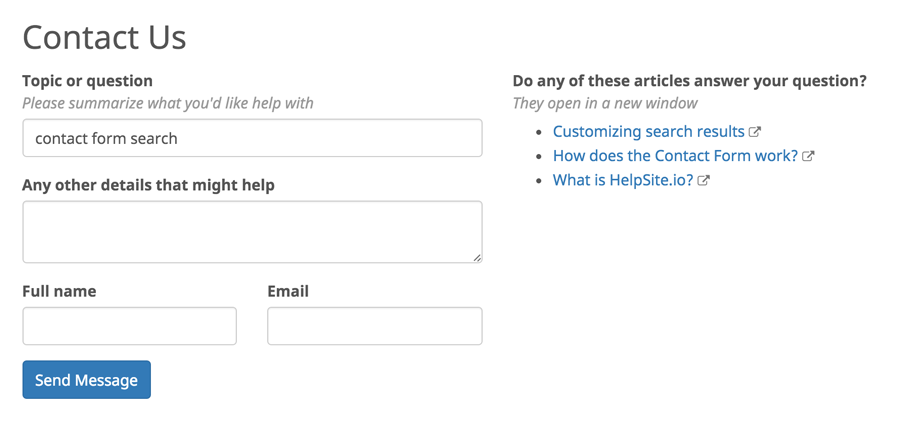 Contact Us
Topic or question
Please summarize what you'd like help with
contact form search
Any other details that might help
Full name
Email
Send Message
Do any of these articles answer your question?
They open in a new window
Customizing search results
How does the Contact Form work?
What is HelpSite.io?